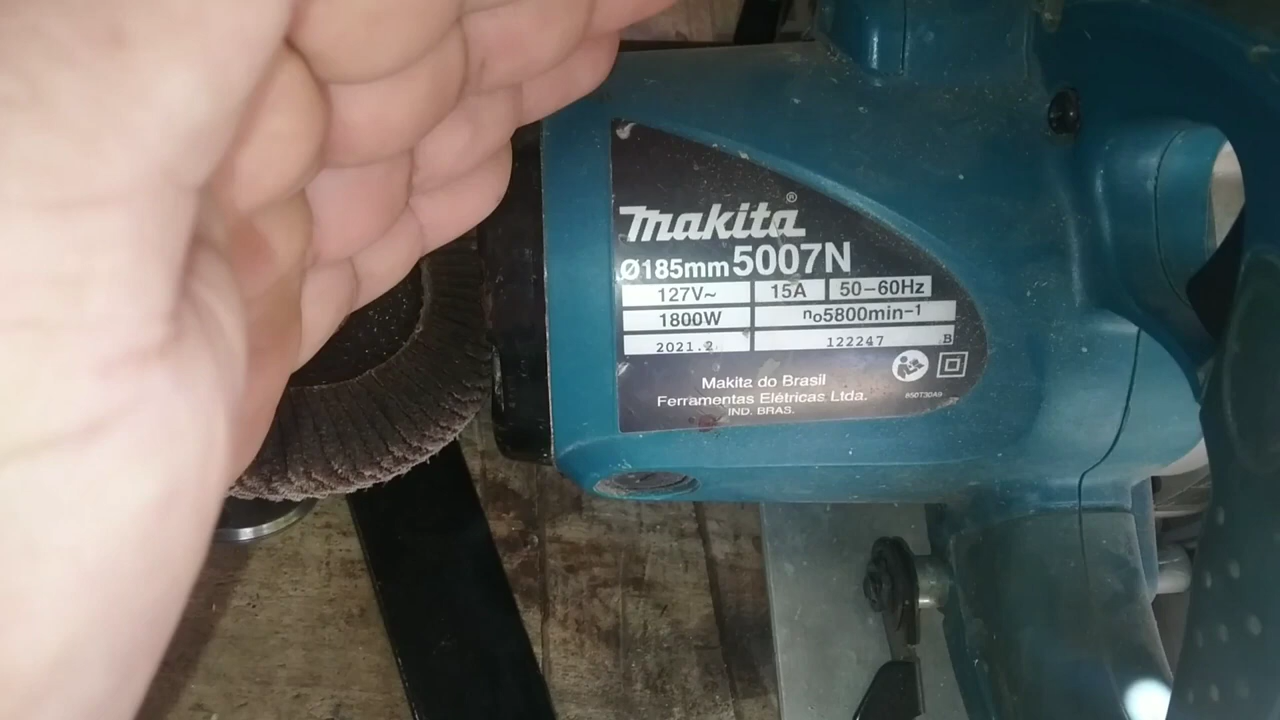 makita®
Ø185mm 5007N
127V~ 15A 50-60Hz
1800W no5800min-1
2021.2 122247 B
Makita do Brasil
Ferramentas Elétricas Ltda.
IND. BRAS.
850T30A9